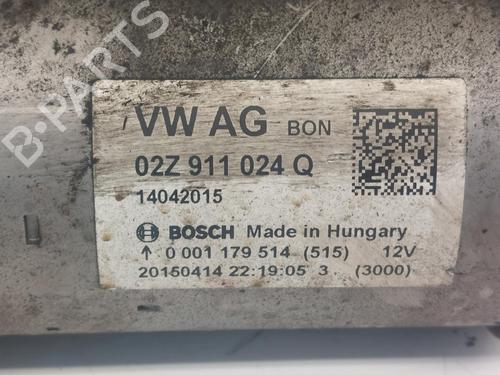 VW AG BON
02Z 911 024 Q
14042015
BOSCH Made in Hungary
↑ 0 001 179 514 (515) 12V
20150414 22:19:05 3 (3000)
B-PARTS